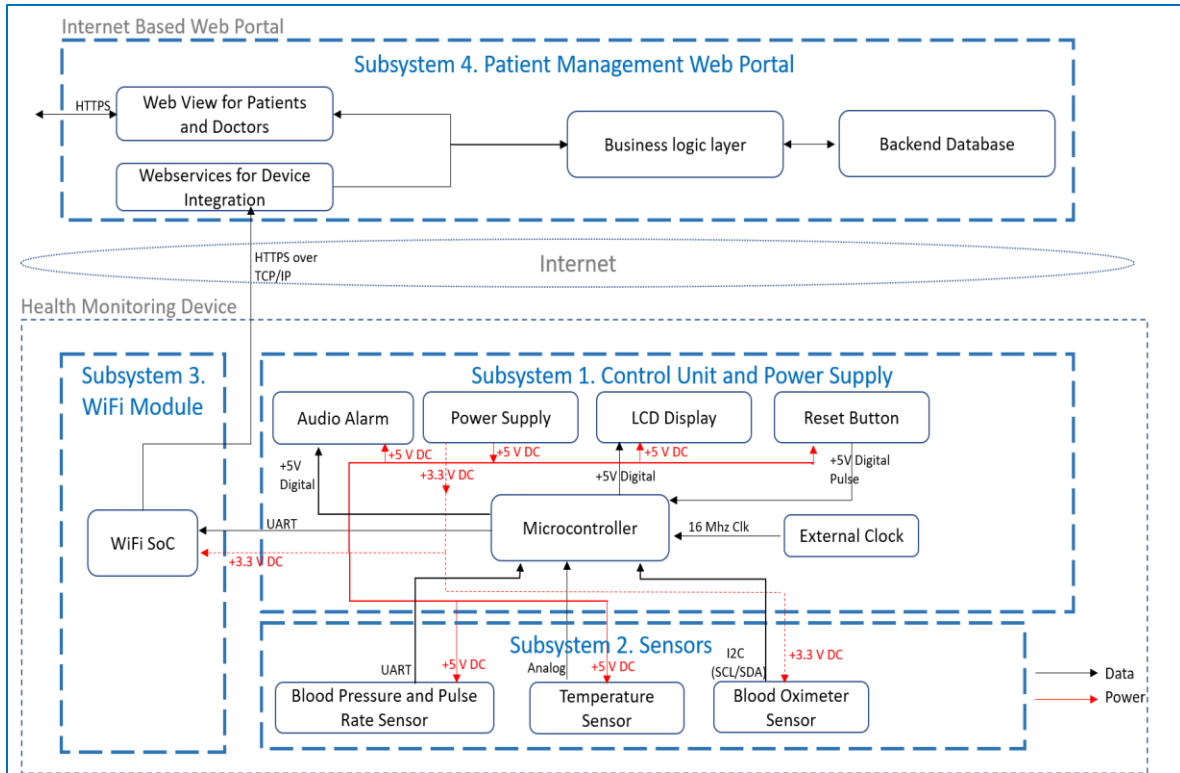 Internet Based Web Portal
Subsystem 4. Patient Management Web Portal
HTTPS
Web View for Patients
and Doctors
Business logic layer
Backend Database
Webservices for Device
Integration
HTTPS over
TCP/IP
Internet
Health Monitoring Device
Subsystem 3.
WiFi Module
Subsystem 1. Control Unit and Power Supply
Audio Alarm
Power Supply
LCD Display
Reset Button
+5 V DC
+5 V DC
+5 V DC
+5V
Digital
+3.3 V DC
+5V Digital
+5V Digital
Pulse
UART
Microcontroller
16 Mhz Clk
External Clock
WiFi SoC
+3.3 V DC
Subsystem 2. Sensors
UART
+5 V DC
Analog
+5 V DC
I2C
(SCL/SDA)
+3.3 V DC
Blood Pressure and Pulse
Rate Sensor
Temperature
Sensor
Blood Oximeter
Sensor
Data
Power